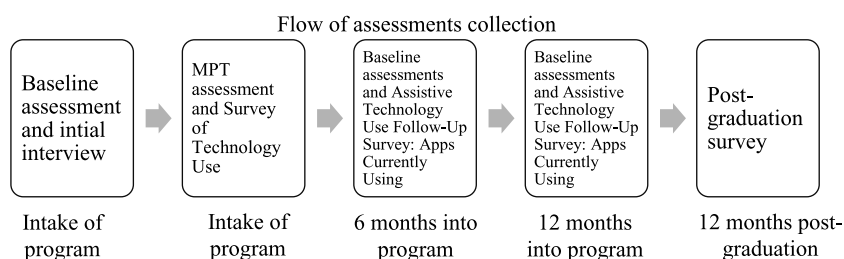 Flow of assessments collection
Baseline
assessment
and intial
interview
MPT
assessment
and Survey
of
Technology
Use
Baseline
assessments
and Assistive
Technology
Use Follow-Up
Survey: Apps
Currently
Using
Baseline
assessments
and Assistive
Technology
Use Follow-Up
Survey: Apps
Currently
Using
Post-
graduation
survey
Intake of
program
Intake of
program
6 months into
program
12 months
into program
12 months post-
graduation